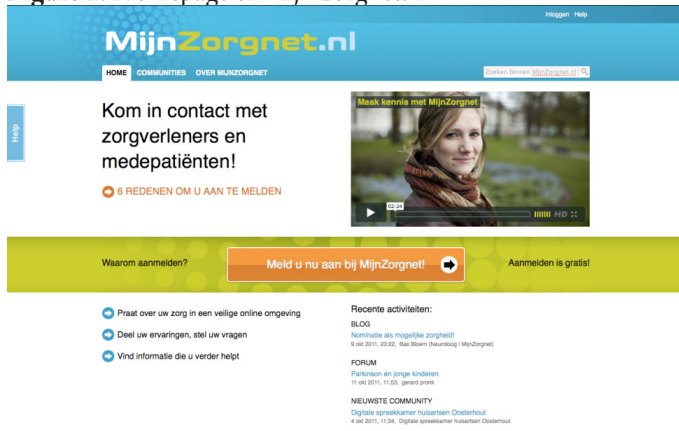 Inloggen Help
MijnZorgnet.nl
HOME COMMUNITIES OVER MIJNZORGNET
Zoeken binnen MijnZorgnet.nl
Help
Kom in contact met
zorgverleners en
medepatiënten!
6 REDENEN OM U AAN TE MELDEN
Maak kennis met MijnZorgnet
02:24
HD
Waarom aanmelden?
Meld u nu aan bij MijnZorgnet!
Aanmelden is gratis!
Praat over uw zorg in een veilige online omgeving
Deel uw ervaringen, stel uw vragen
Vind informatie die u verder helpt
Recente activiteiten:
BLOG
Nominatie als mogelijke zorgheld!
9 okt 2011, 23:22, Bas Bloem (Neuroloog | MijnZorgnet)
FORUM
Parkinson en jonge kinderen
11 okt 2011, 11:53, gerard pronk
NIEUWSTE COMMUNITY
Digitale spreekkamer huisartsen Oosterhout
4 okt 2011, 11:34, Digitale spreekkamer huisartsen Oosterhout